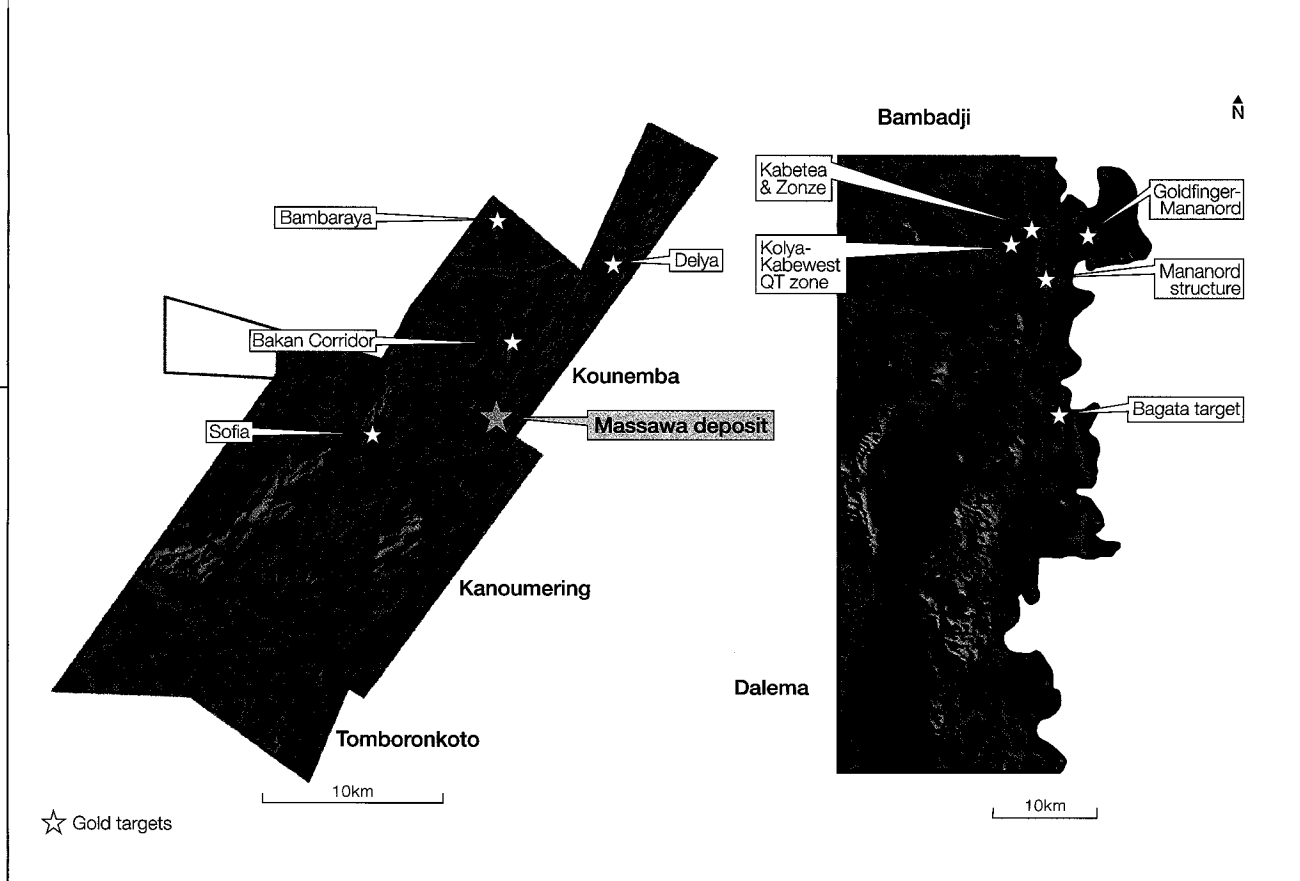 Bambadji
N
Kabetea
& Zonze
Goldfinger-
Mananord
Bambaraya
Kolya-
Kabewest
QT zone
Delya
Mananord
structure
Bakan Corridor
Kounemba
Massawa deposit
Bagata target
Sofia
Kanoumering
Dalema
Tomboronkoto
10km
10km
Gold targets